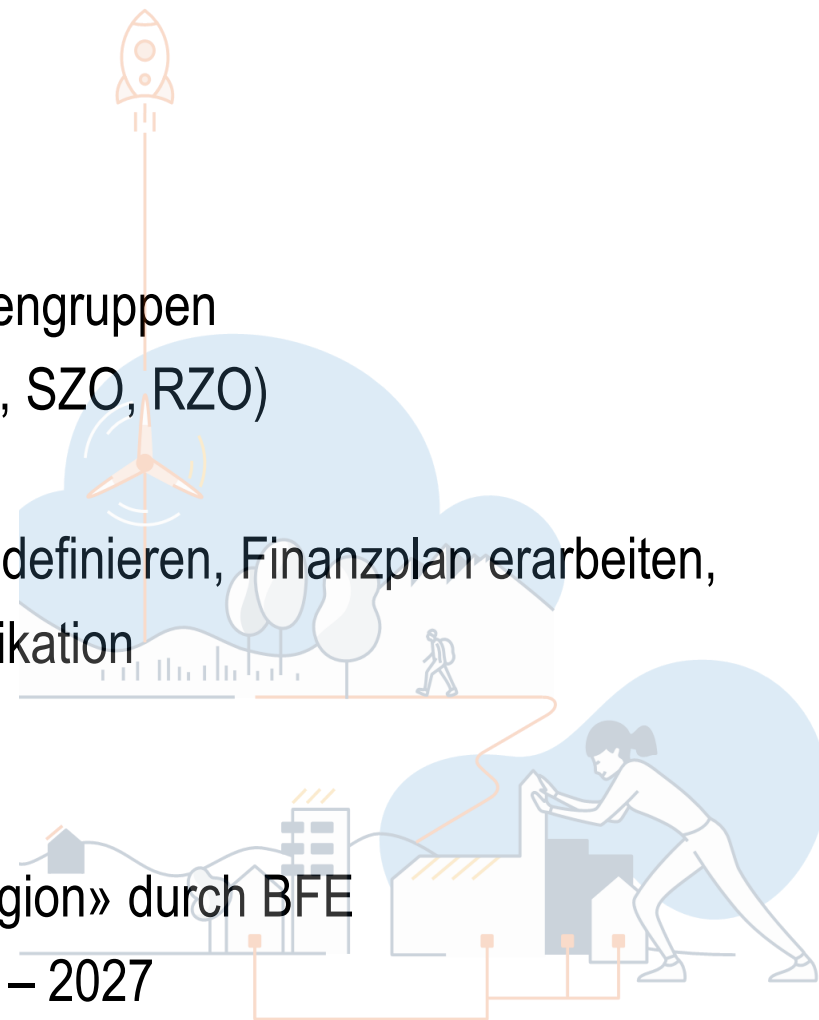 engruppen
, SZO, RZO)
definieren, Finanzplan erarbeiten,
ikation
gion» durch BFE
– 2027